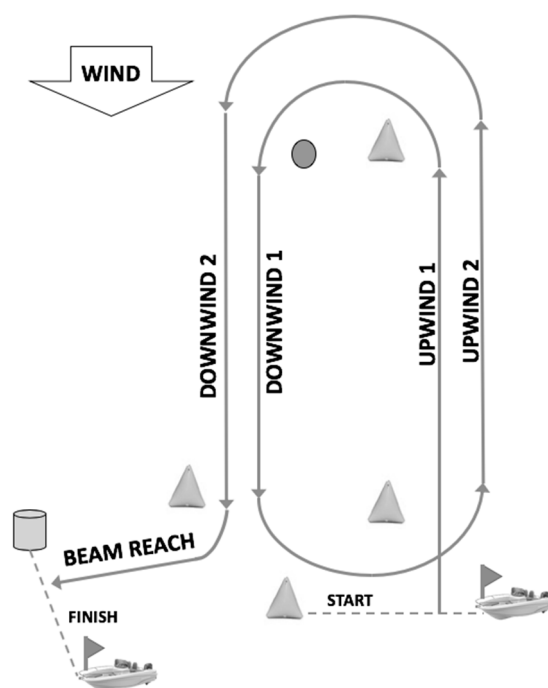 WIND
DOWNWIND 2
DOWNWIND 1
UPWIND 1
UPWIND 2
BEAM REACH
START
FINISH